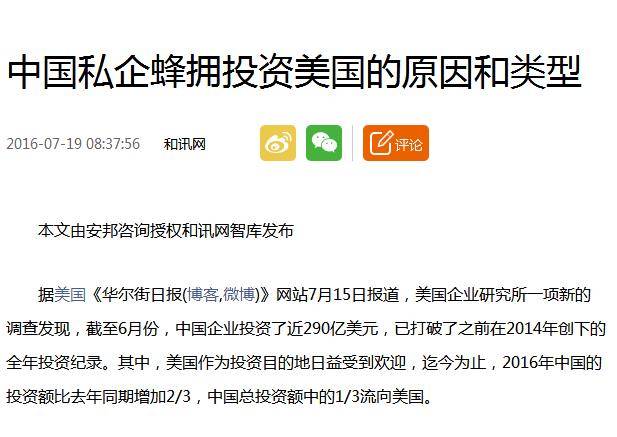 中国私企蜂拥投资美国的原因和类型
2016-07-19 08:37:56 和讯网 评论
本文由安邦咨询授权和讯网智库发布
据美国《华尔街日报(博客,微博)》网站7月15日报道，美国企业研究所一项新的
调查发现，截至6月份，中国企业投资了近290亿美元，已打破了之前在2014年创下的
全年投资纪录。其中，美国作为投资目的地日益受到欢迎，迄今为止，2016年中国的
投资额比去年同期增加2/3，中国总投资额中的1/3流向美国。